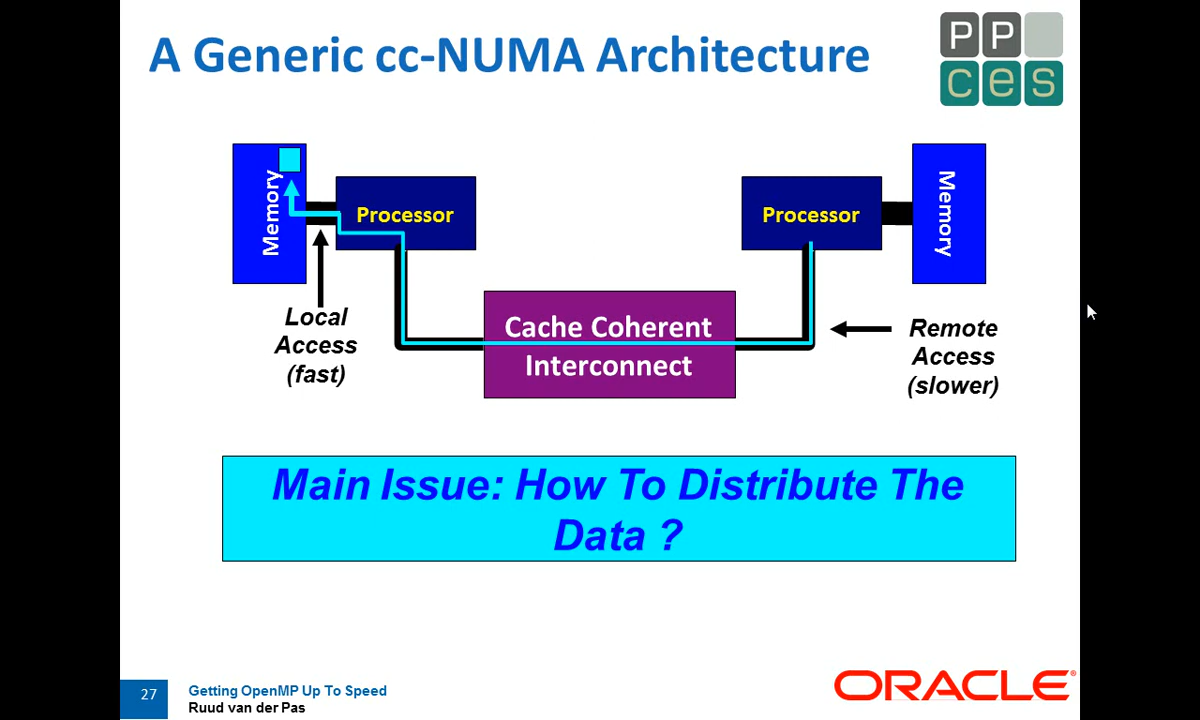 A Generic cc-NUMA Architecture
PP
ces
Memory
Processor
Processor
Memory
Local
Access
(fast)
Cache Coherent
Interconnect
Remote
Access
(slower)
Main Issue: How To Distribute The
Data ?
27
Getting OpenMP Up To Speed
Ruud van der Pas
ORACLE®